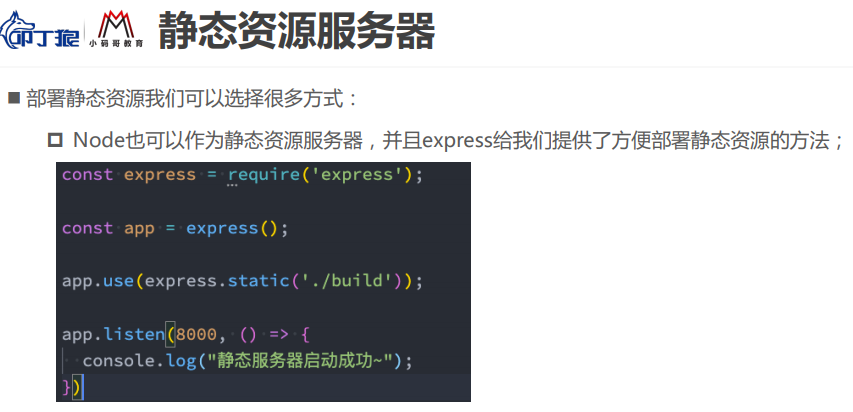 叩丁狼 小码哥教育 静态资源服务器
部署静态资源我们可以选择很多方式：
Node也可以作为静态资源服务器，并且express给我们提供了方便部署静态资源的方法；
const express = require('express');
const app = express();
app.use(express.static('./build'));
app.listen(8000, () => {
console.log("静态服务器启动成功~");
})